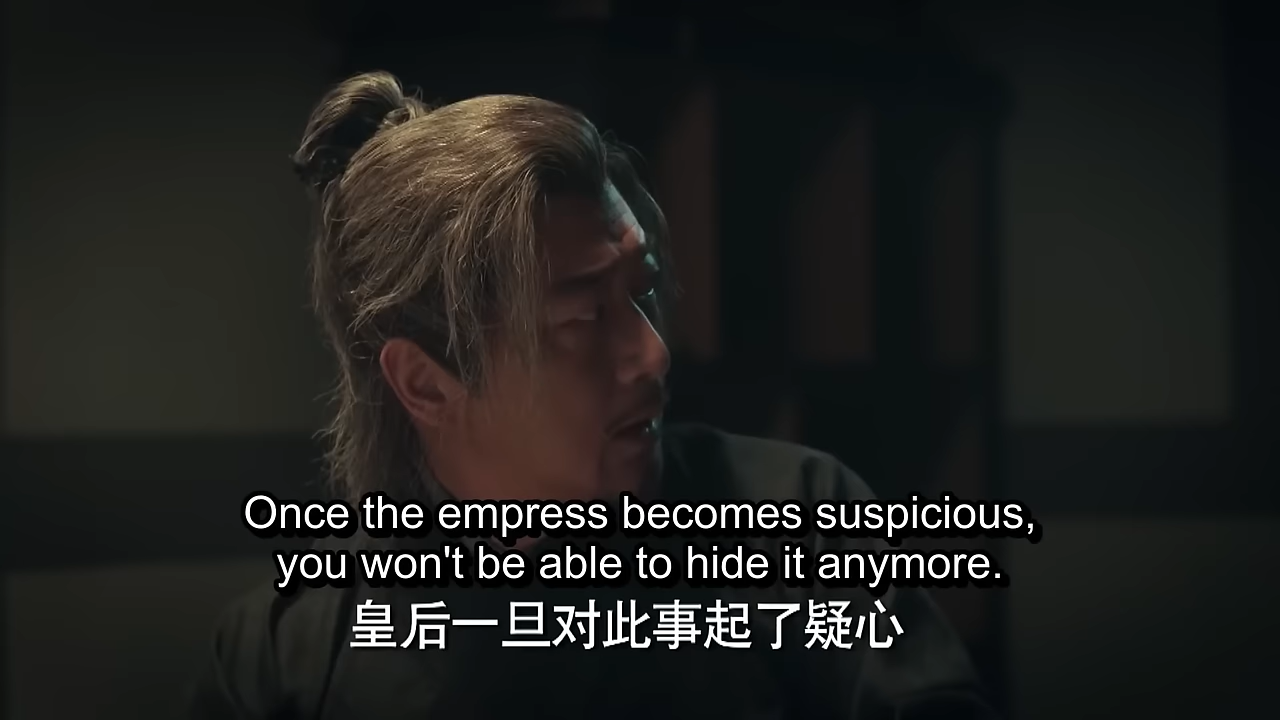 Once the empress becomes suspicious,
you won't be able to hide it anymore.
皇后一旦对此事起了疑心